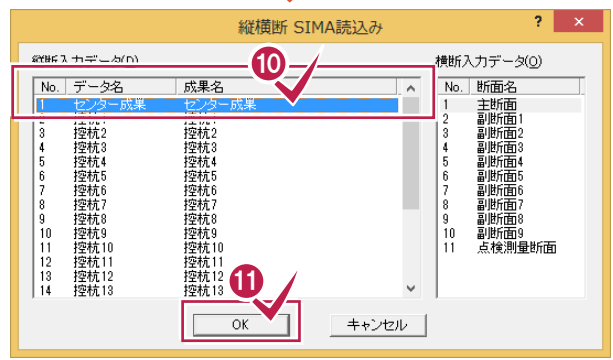 縦横断 SIMA読込み ? ×
縦断入力データ(D) 横断入力データ(O)
⑩
No. データ名 成果名
1 センター成果 センター成果
3 控杭2 控杭2
4 控杭3 控杭3
5 控杭4 控杭4
6 控杭5 控杭5
7 控杭6 控杭6
8 控杭7 控杭7
9 控杭8 控杭8
10 控杭9 控杭9
11 控杭10 控杭10
12 控杭11 控杭11
13 控杭12 控杭12
14 控杭13 控杭13
No. 断面名
1 主断面
2 副断面1
3 副断面2
4 副断面3
5 副断面4
6 副断面5
7 副断面6
8 副断面7
9 副断面8
10 副断面9
11 点検測量断面
⑪
OK キャンセル